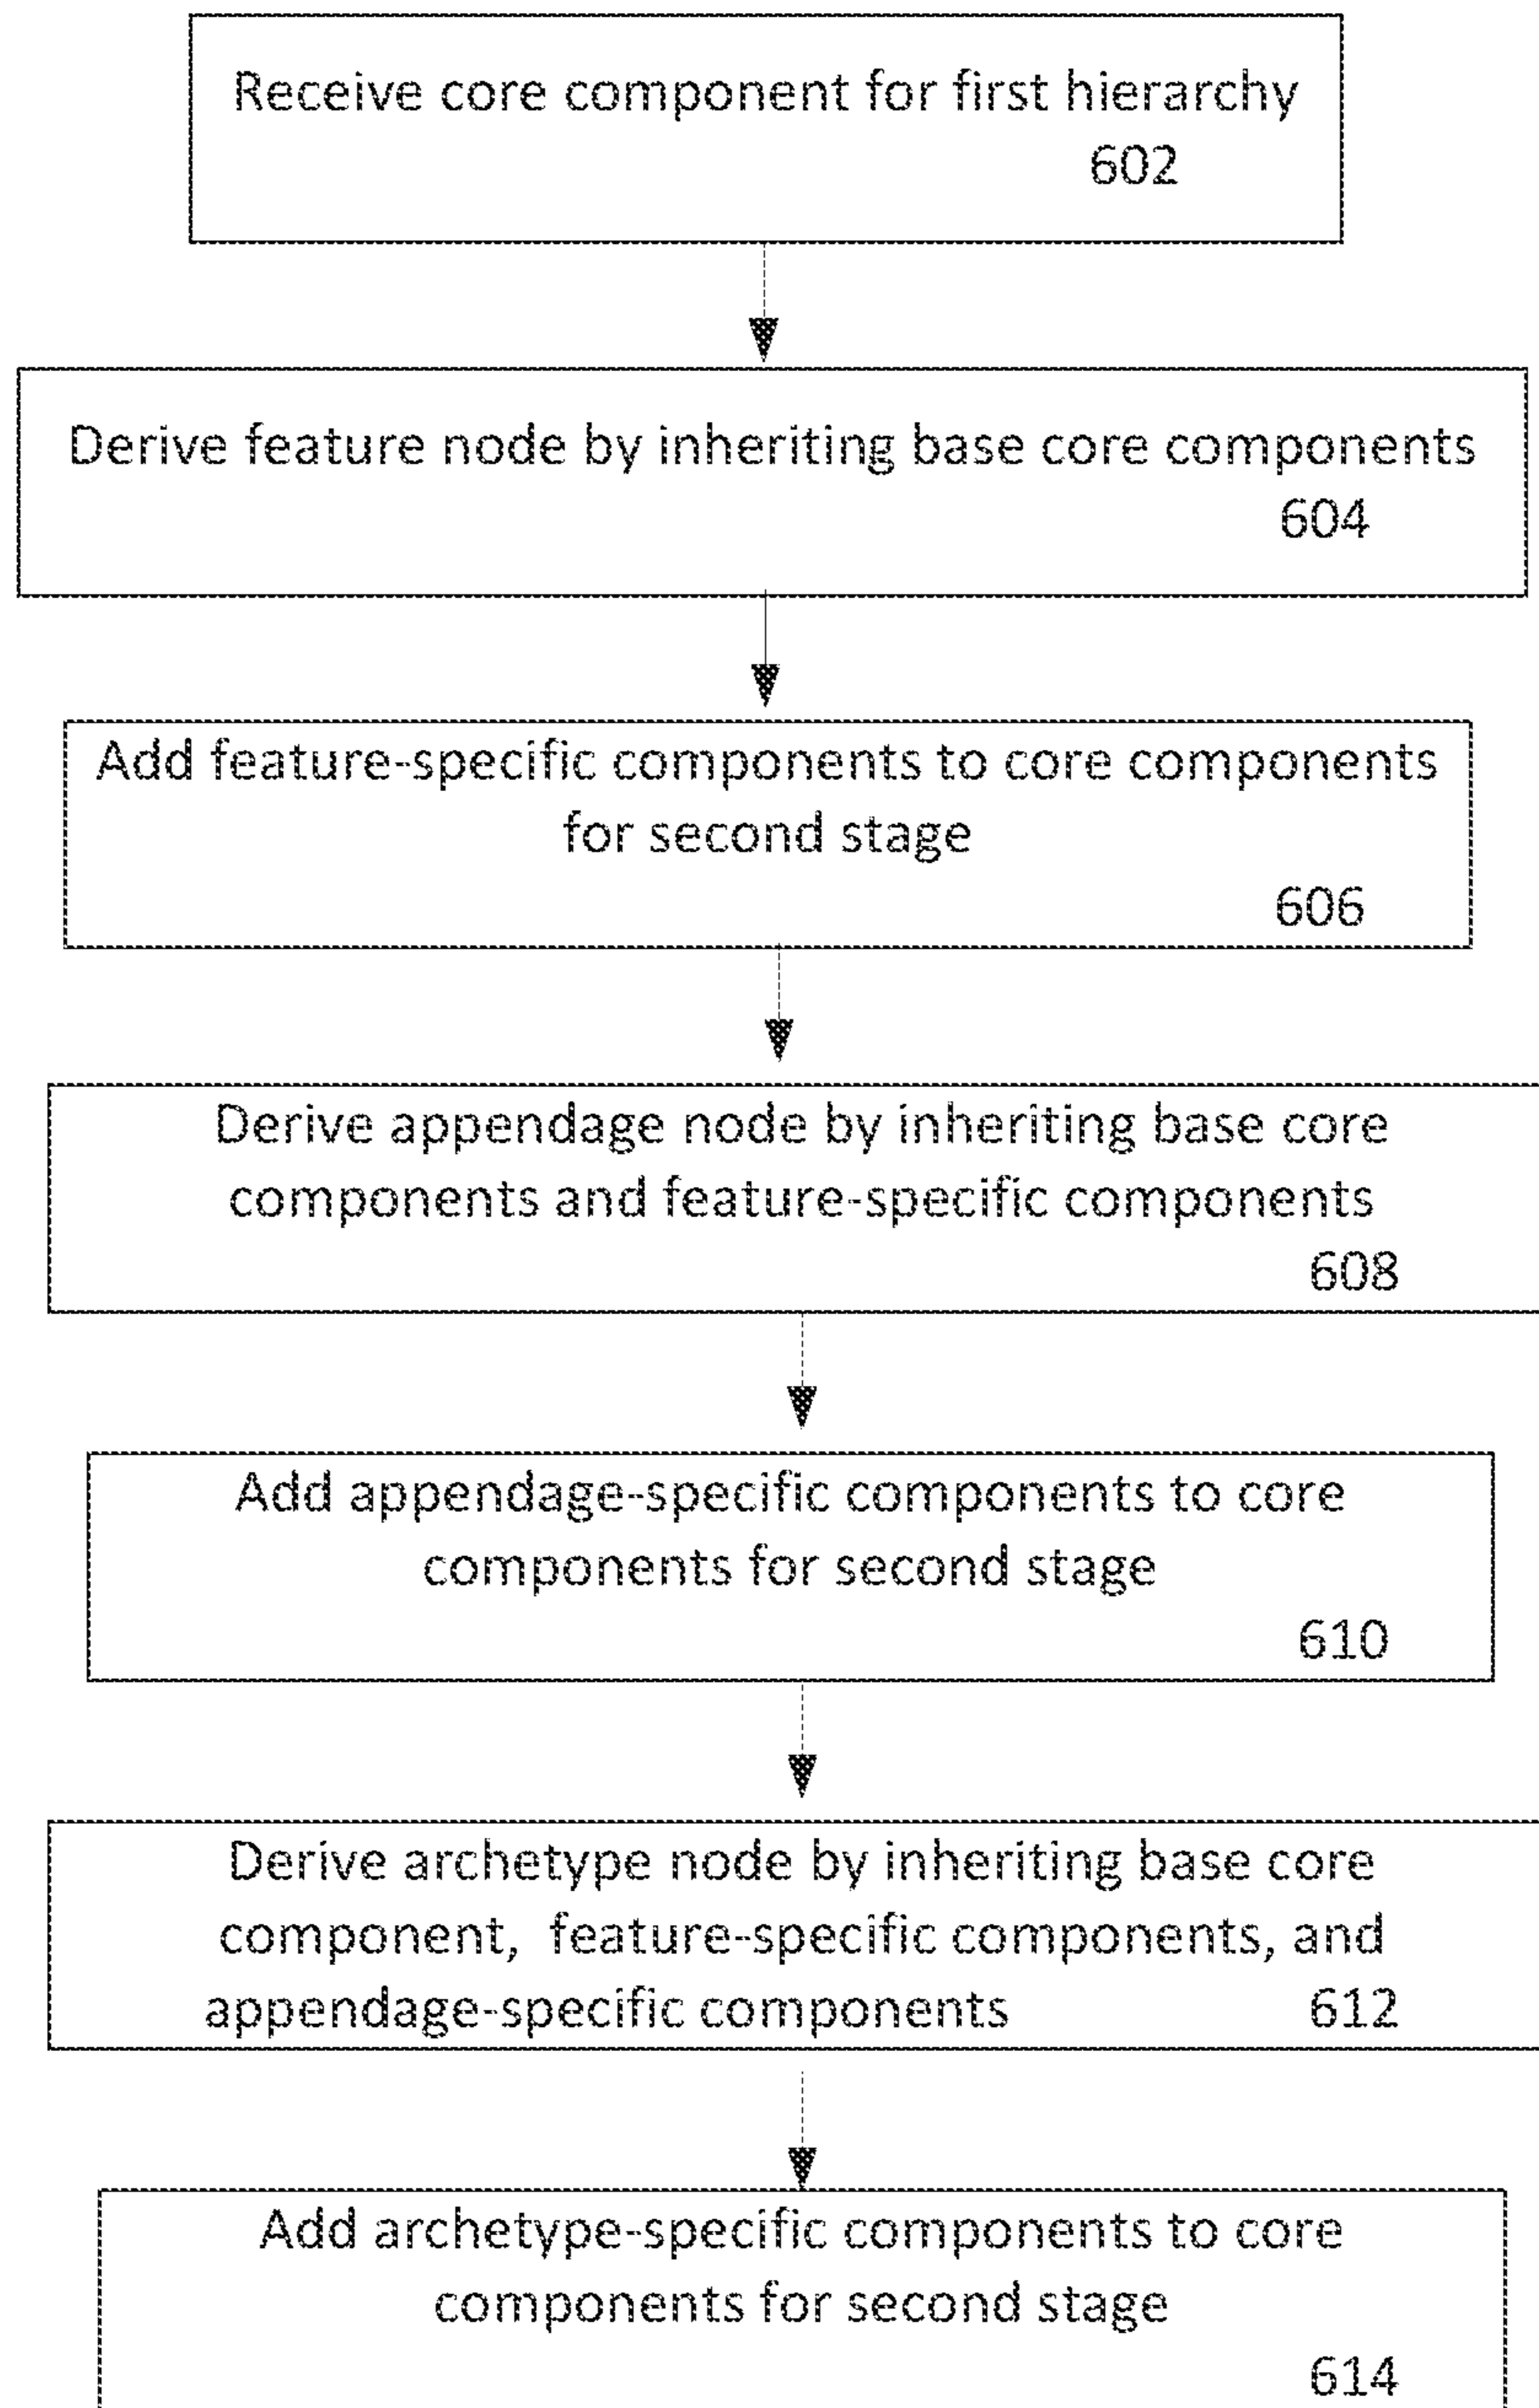 Receive core component for first hierarchy
602
Derive feature node by inheriting base core components
604
Add feature-specific components to core components
for second stage
606
Derive appendage node by inheriting base core
components and feature-specific components
608
Add appendage-specific components to core
components for second stage
610
Derive archetype node by inheriting base core
component, feature-specific components, and
appendage-specific components 612
Add archetype-specific components to core
components for second stage
614